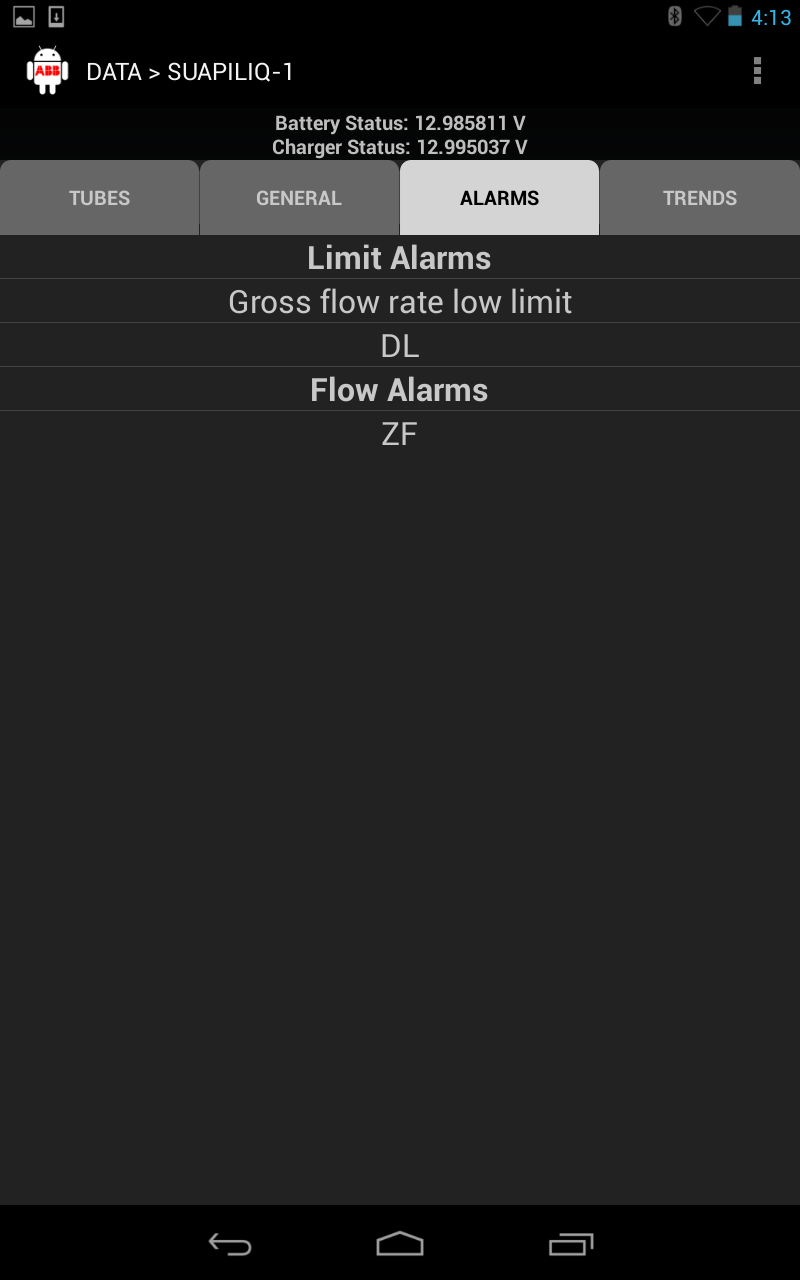 4:13
ABB
DATA > SUAPILIQ-1
Battery Status: 12.985811 V
Charger Status: 12.995037 V
TUBES
GENERAL
ALARMS
TRENDS
Limit Alarms
Gross flow rate low limit
DL
Flow Alarms
ZF